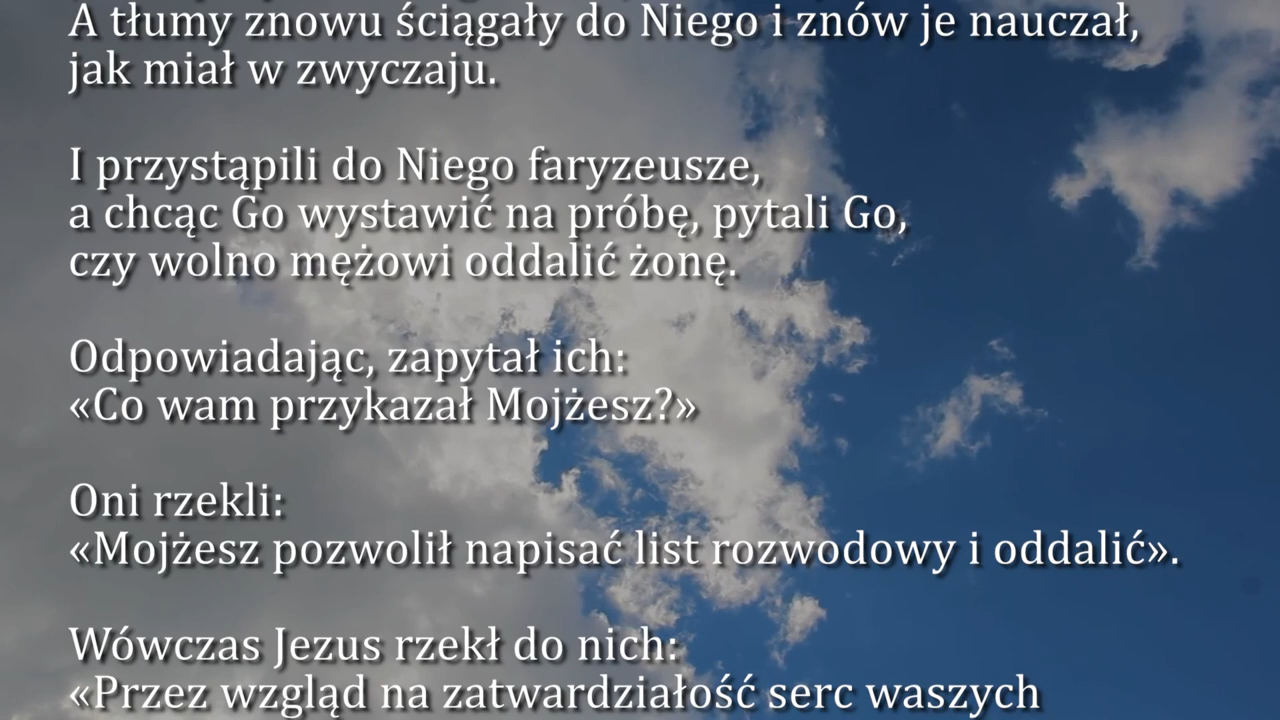 A tłumy znowu ściągały do Niego i znów je nauczał,
jak miał w zwyczaju.
I przystąpili do Niego faryzeusze,
a chcąc Go wystawić na próbę, pytali Go,
czy wolno mężowi oddalić żonę.
Odpowiadając, zapytał ich:
«Co wam przykazał Mojżesz?»
Oni rzekli:
«Mojżesz pozwolił napisać list rozwodowy i oddalić».
Wówczas Jezus rzekł do nich:
«Przez wzgląd na zatwardziałość serc waszych